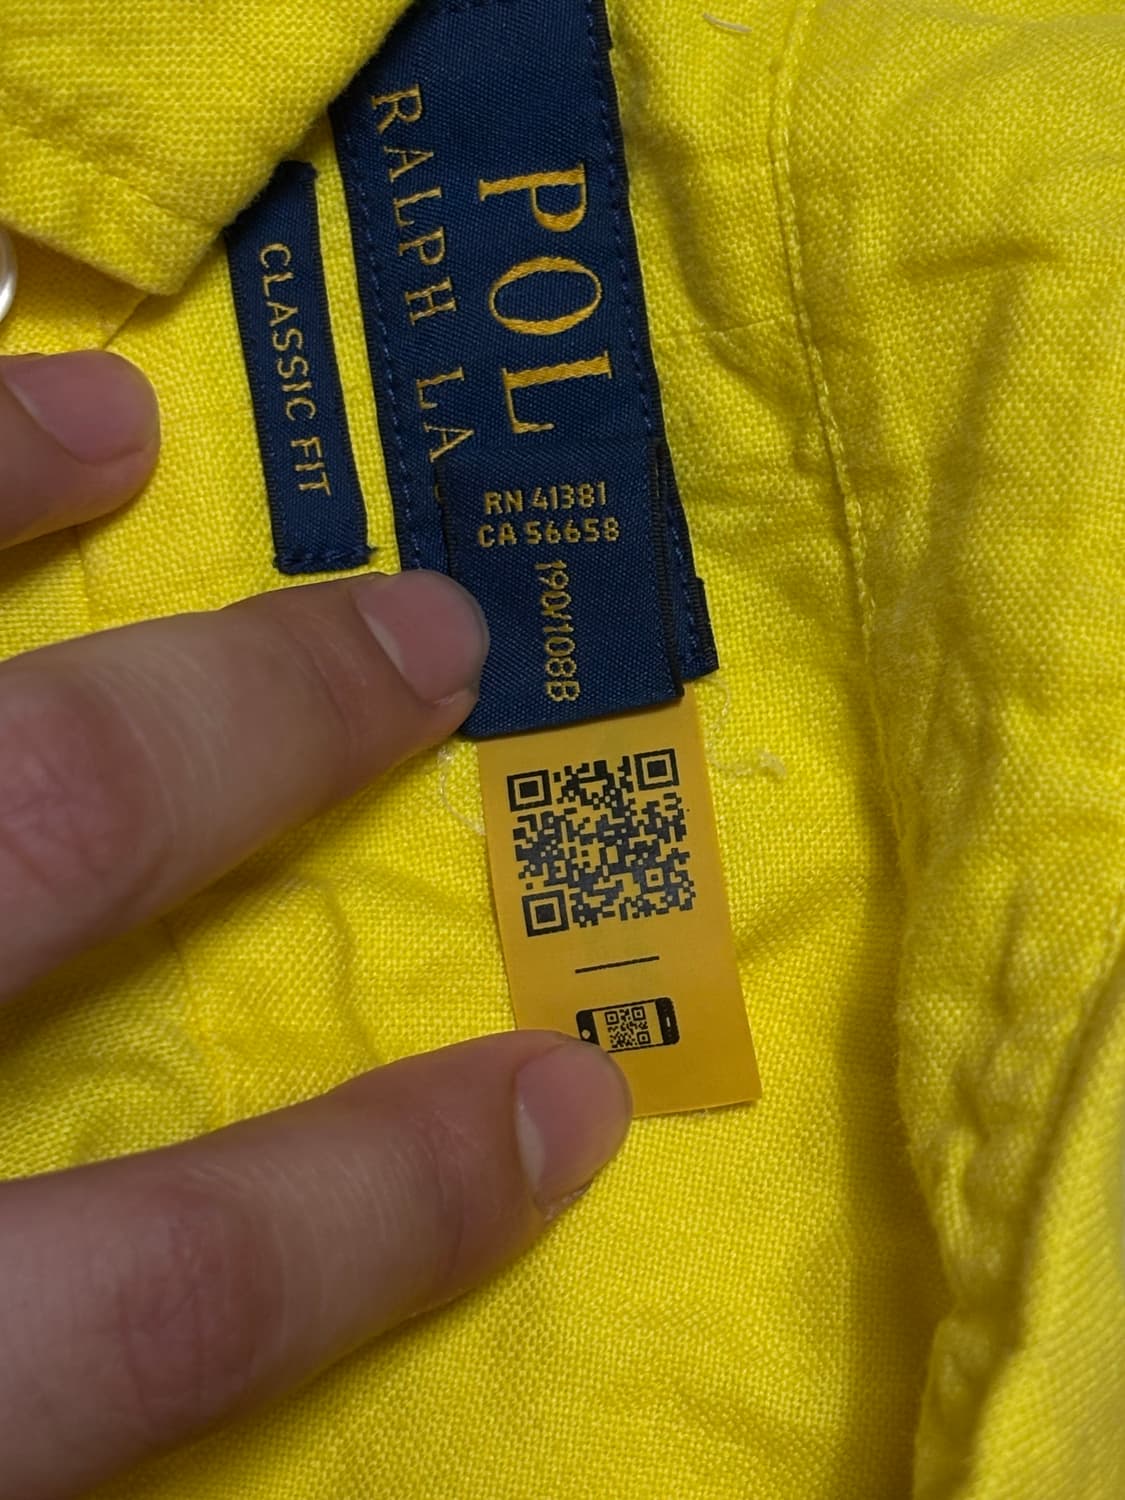 POL
RALPH LA
CLASSIC FIT
RN 41381
CA 56658
190/108B